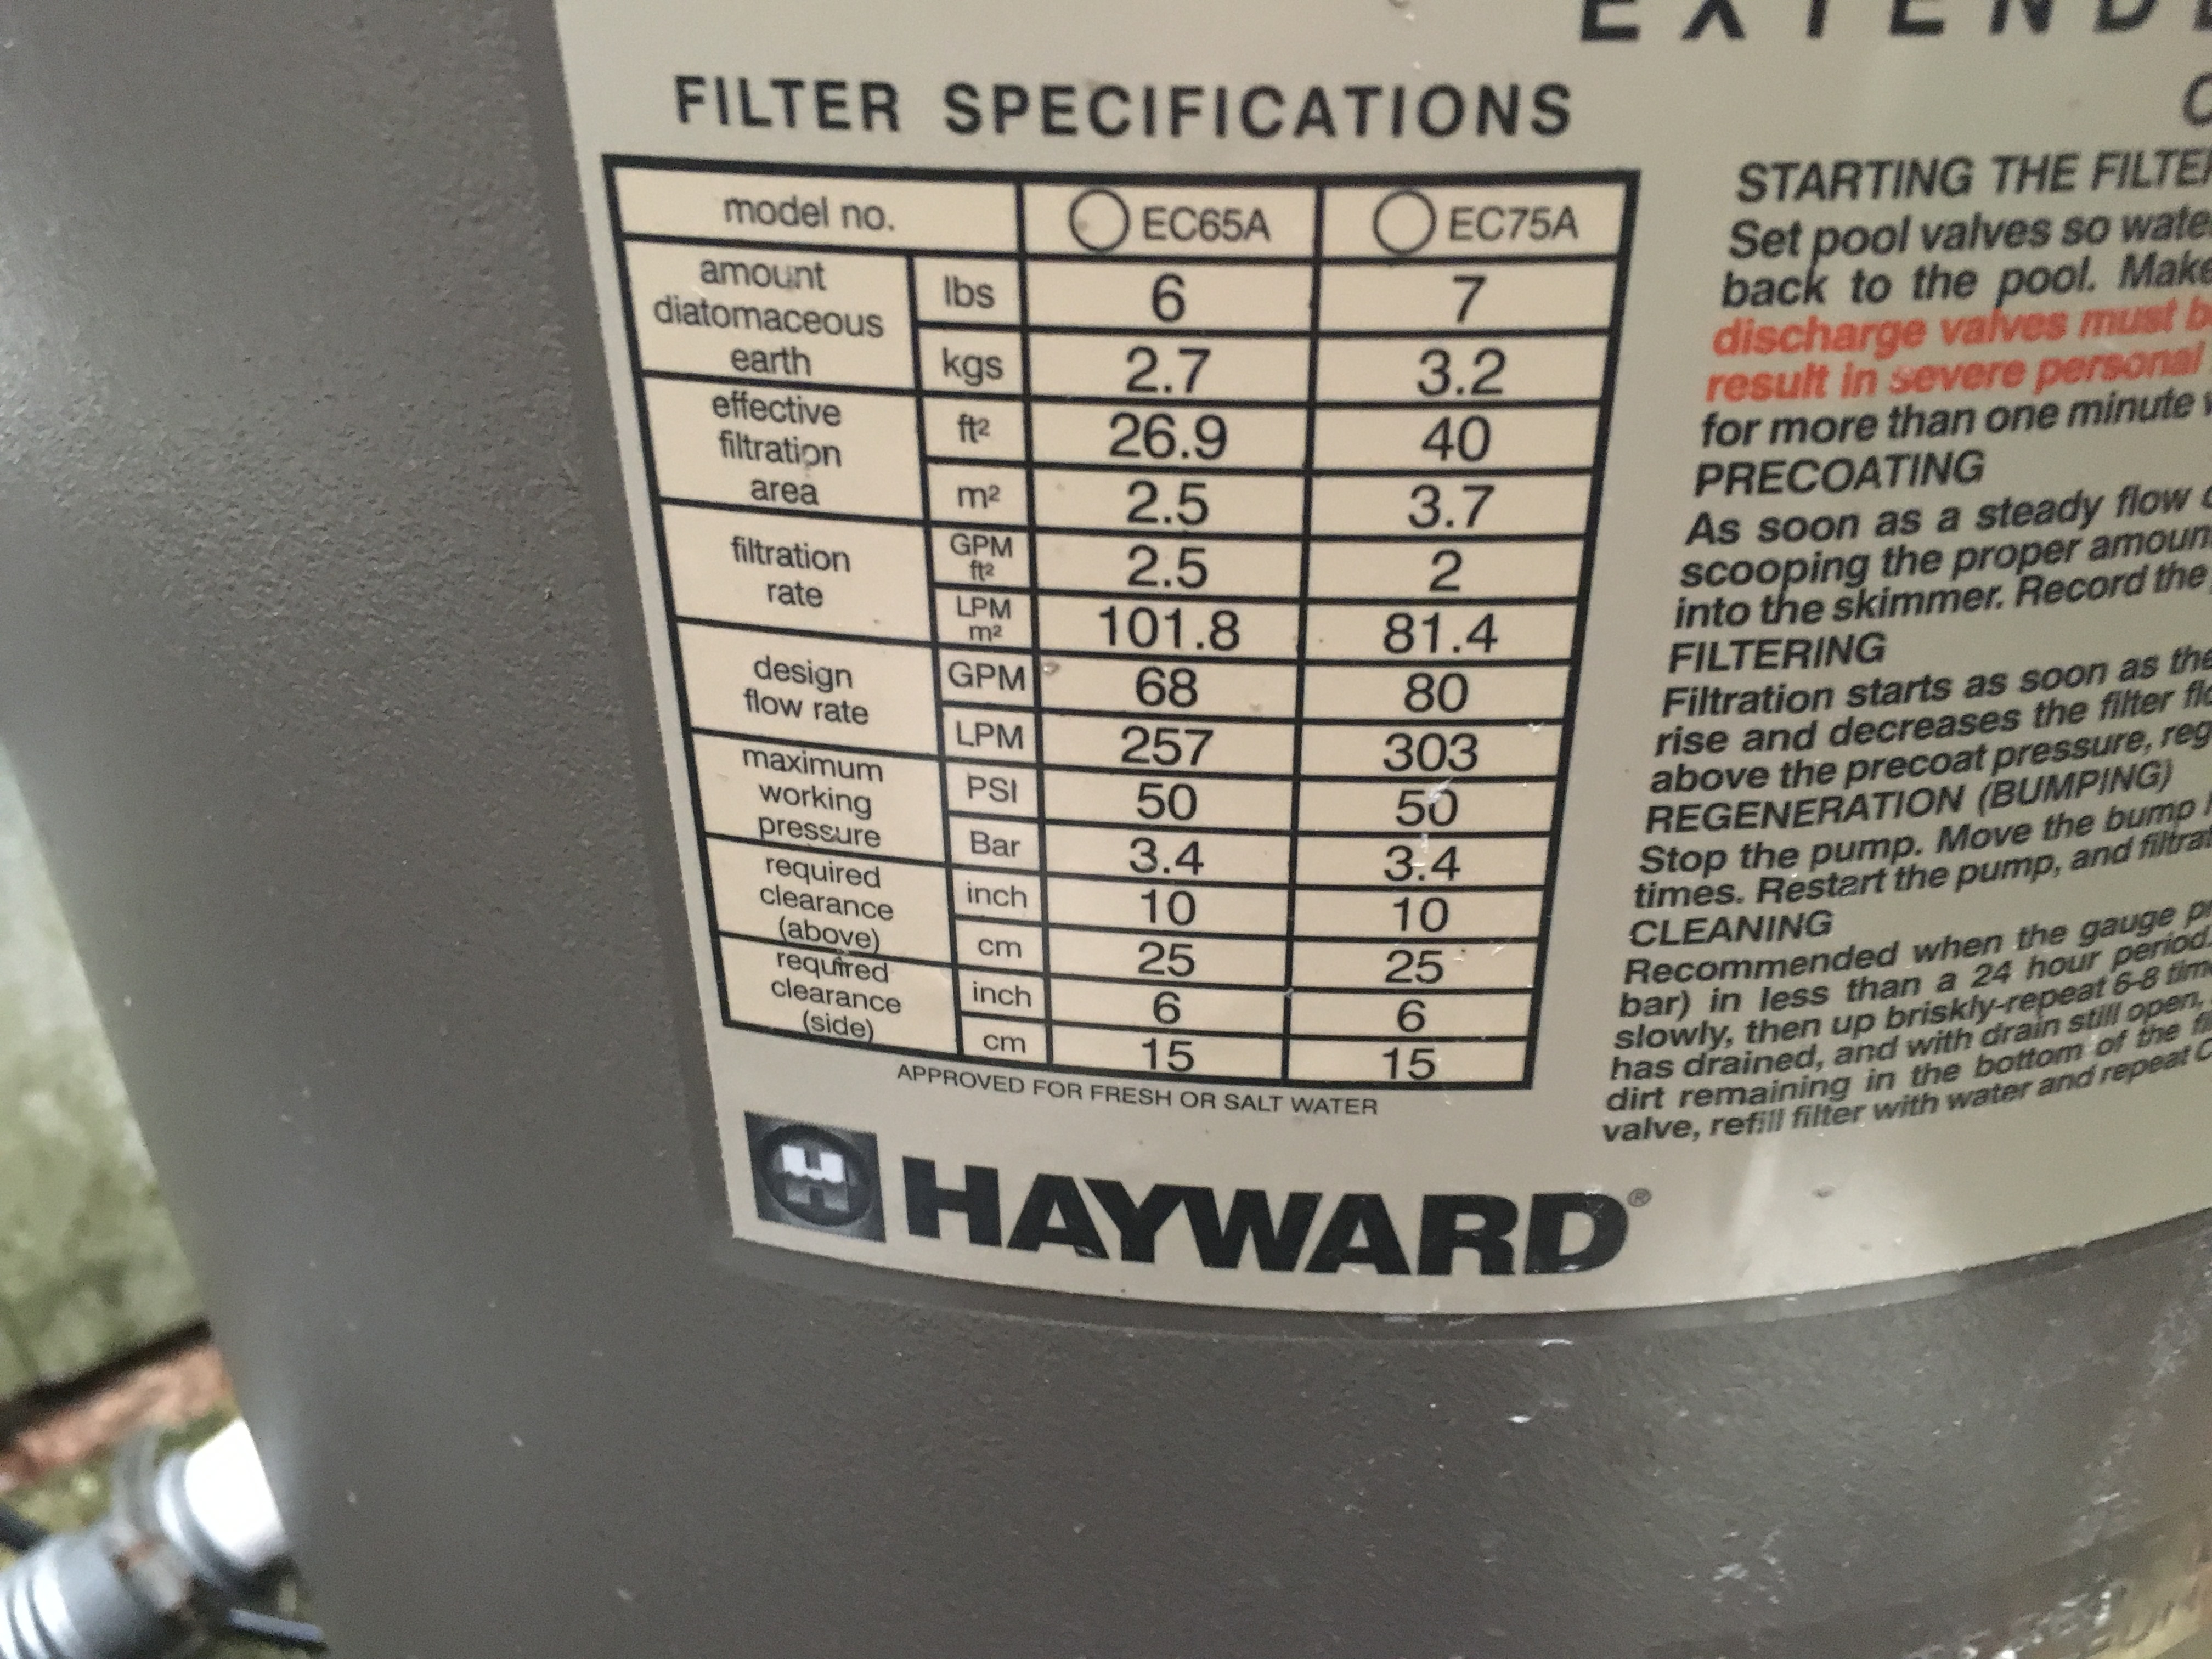 EXTENDE
FILTER SPECIFICATIONS
model no. EC65A EC75A
amount diatomaceous earth lbs 6 7
kgs 2.7 3.2
effective filtration area ft² 26.9 40
m² 2.5 3.7
filtration rate GPM ft² 2.5 2
LPM m² 101.8 81.4
design flow rate GPM 68 80
LPM 257 303
maximum working pressure PSI 50 50
Bar 3.4 3.4
required clearance (above) inch 10 10
cm 25 25
required clearance (side) inch 6 6
cm 15 15
APPROVED FOR FRESH OR SALT WATER
H HAYWARD®
STARTING THE FILTER
Set pool valves so wate
back to the pool. Make
discharge valves must b
result in severe personal
for more than one minute
PRECOATING
As soon as a steady flow
scooping the proper amoun
into the skimmer. Record the
FILTERING
Filtration starts as soon as the
rise and decreases the filter flo
above the precoat pressure, reg
REGENERATION (BUMPING)
Stop the pump. Move the bump
times. Restart the pump, and filtrat
CLEANING
Recommended when the gauge pr
bar) in less than a 24 hour period.
slowly, then up briskly-repeat 6-8 time
has drained, and with drain still open,
dirt remaining in the bottom of the fil
valve, refill filter with water and repeat